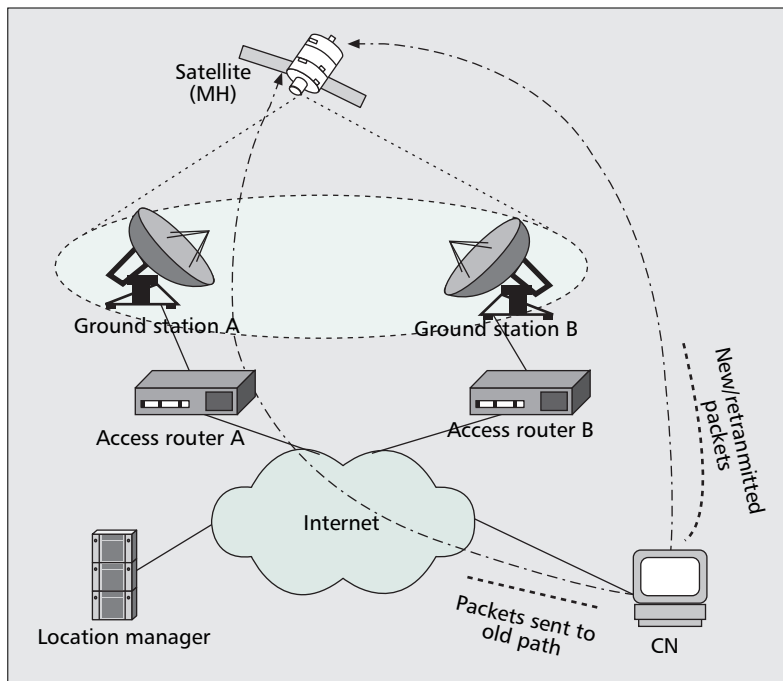 Satellite
(MH)
Ground station A
Ground station B
Access router A
Access router B
New/retranmitted
packets
Internet
Location manager
Packets sent to
old path
CN